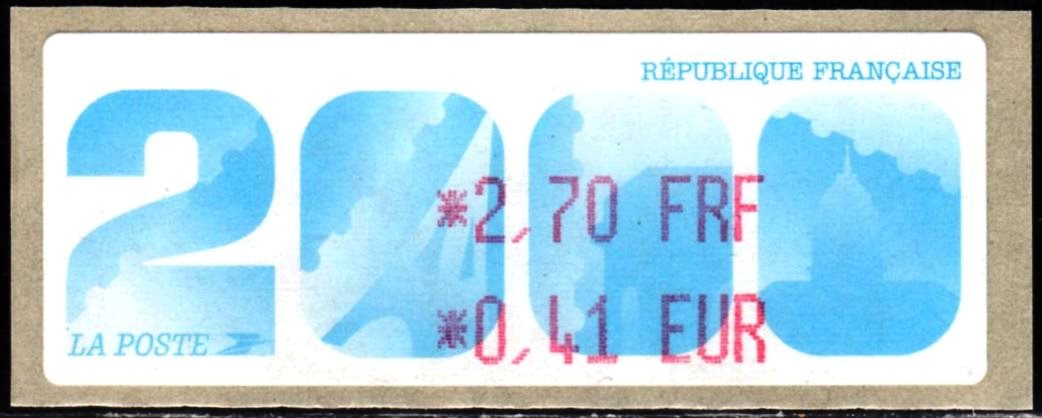 RÉPUBLIQUE FRANÇAISE
2000
*2,70 FRF
*0,41 EUR
LA POSTE